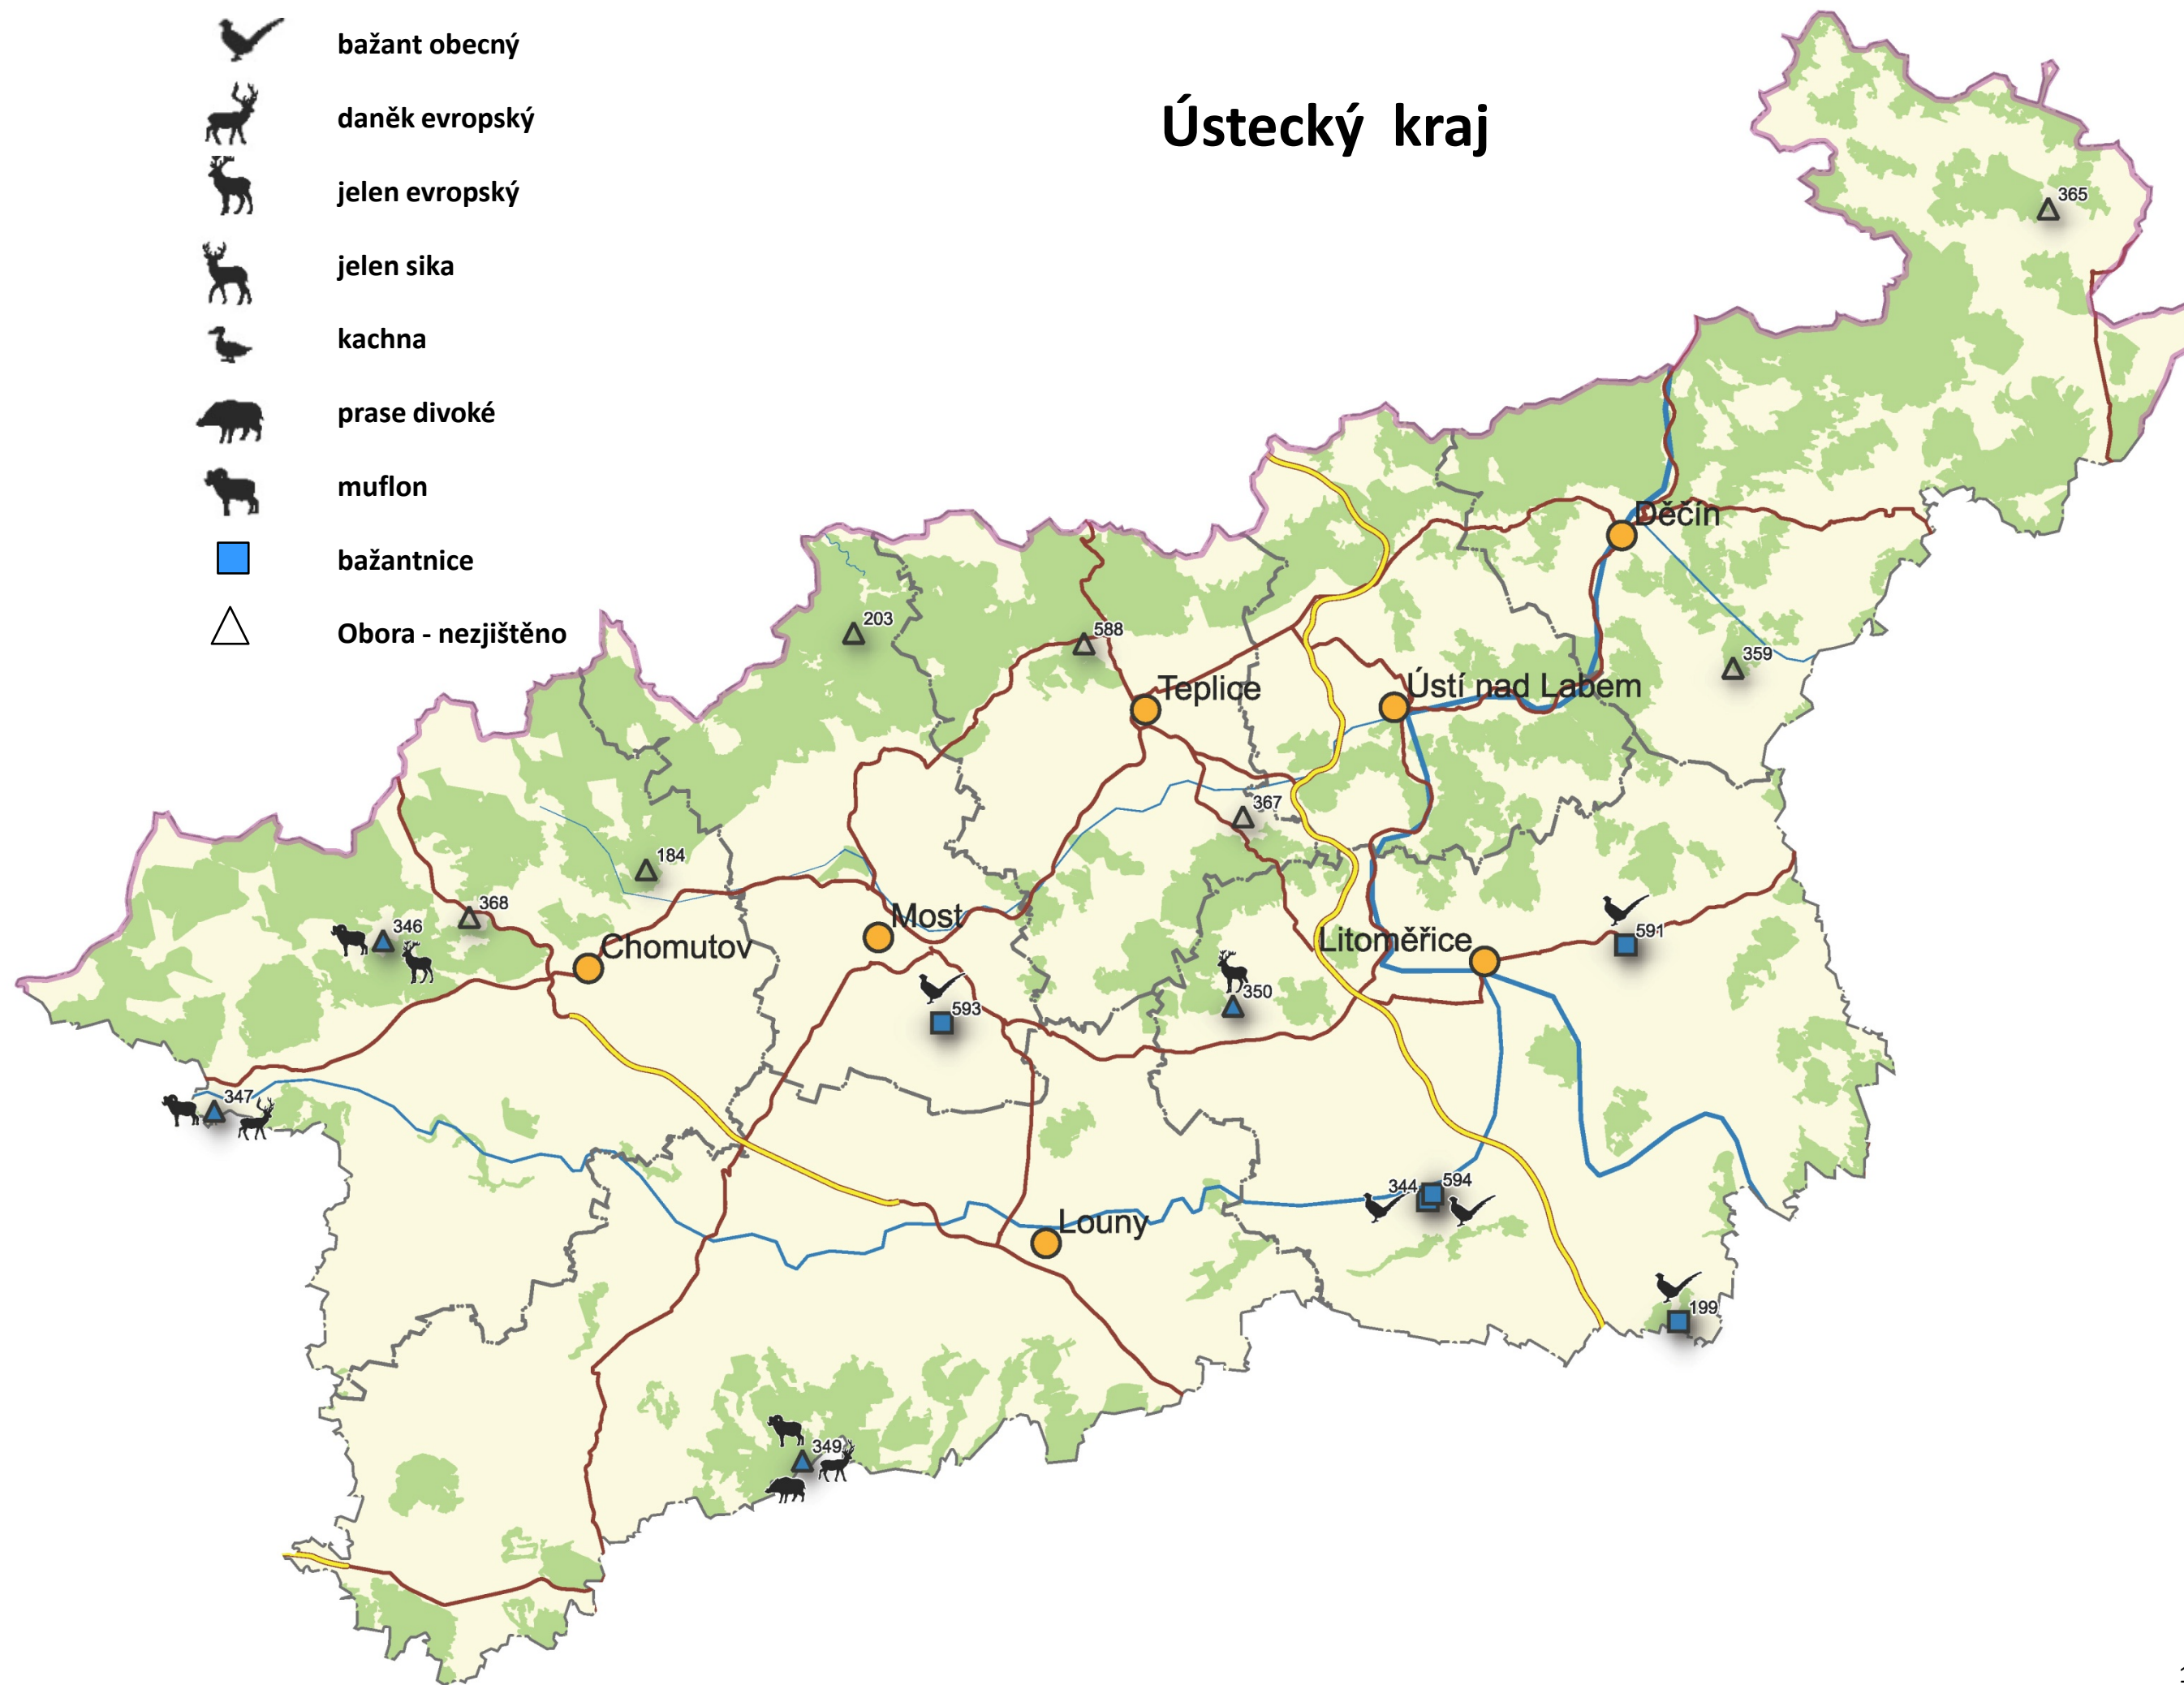 bažant obecný
daněk evropský
Ústecký kraj
jelen evropský
365
jelen sika
kachna
prase divoké
muflon
Děčín
bažantnice
203
588
Obora - nezjištěno
359
Teplice
Ústí nad Labem
367
184
368
346
Most
591
Chomutov
Litoměřice
350
593
347
344
594
Louny
199
349
1